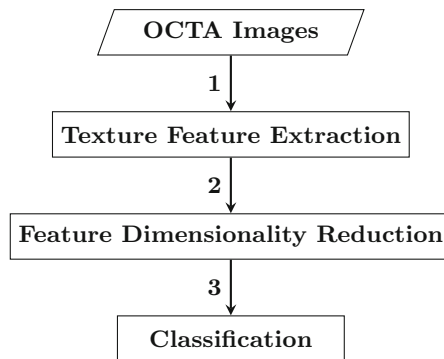 OCTA Images
1
Texture Feature Extraction
2
Feature Dimensionality Reduction
3
Classification